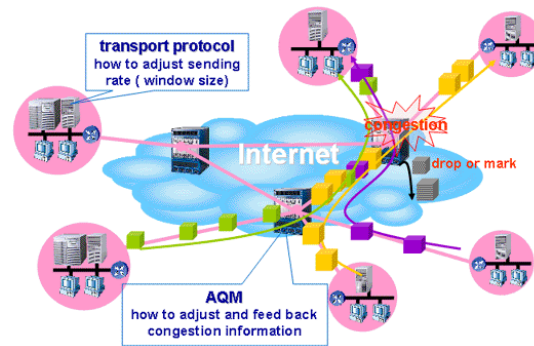 transport protocol
how to adjust sending
rate ( window size)
congestion
Internet
drop or mark
AQM
how to adjust and feed back
congestion information